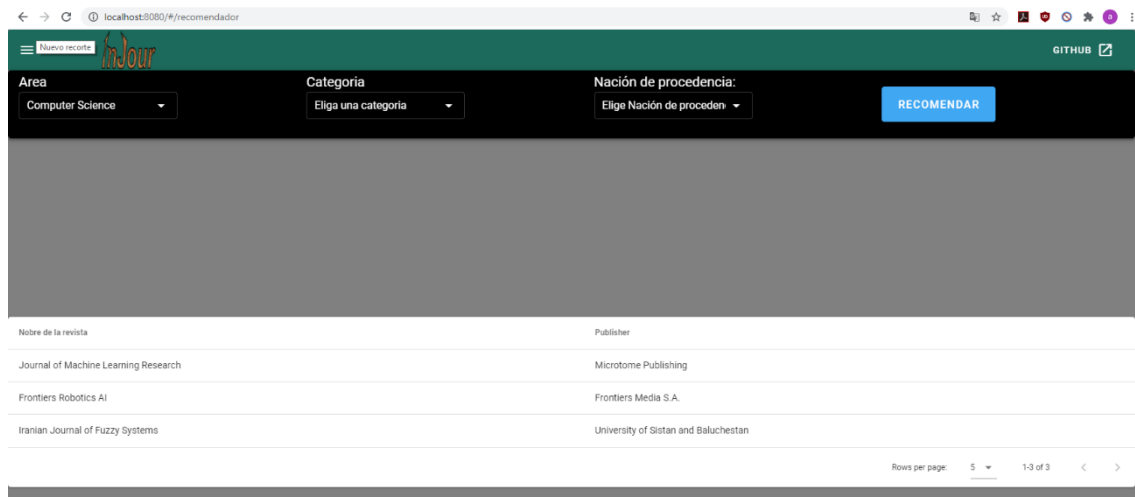 localhost:8080/#/recomendador
Nuevo recorte
InJour
GITHUB
Area
Categoria
Nación de procedencia:
Computer Science
Eliga una categoria
Elige Nación de proceden
RECOMENDAR
Nobre de la revista Publisher
Journal of Machine Learning Research Microtome Publishing
Frontiers Robotics AI Frontiers Media S.A.
Iranian Journal of Fuzzy Systems University of Sistan and Baluchestan
Rows per page: 5 1-3 of 3